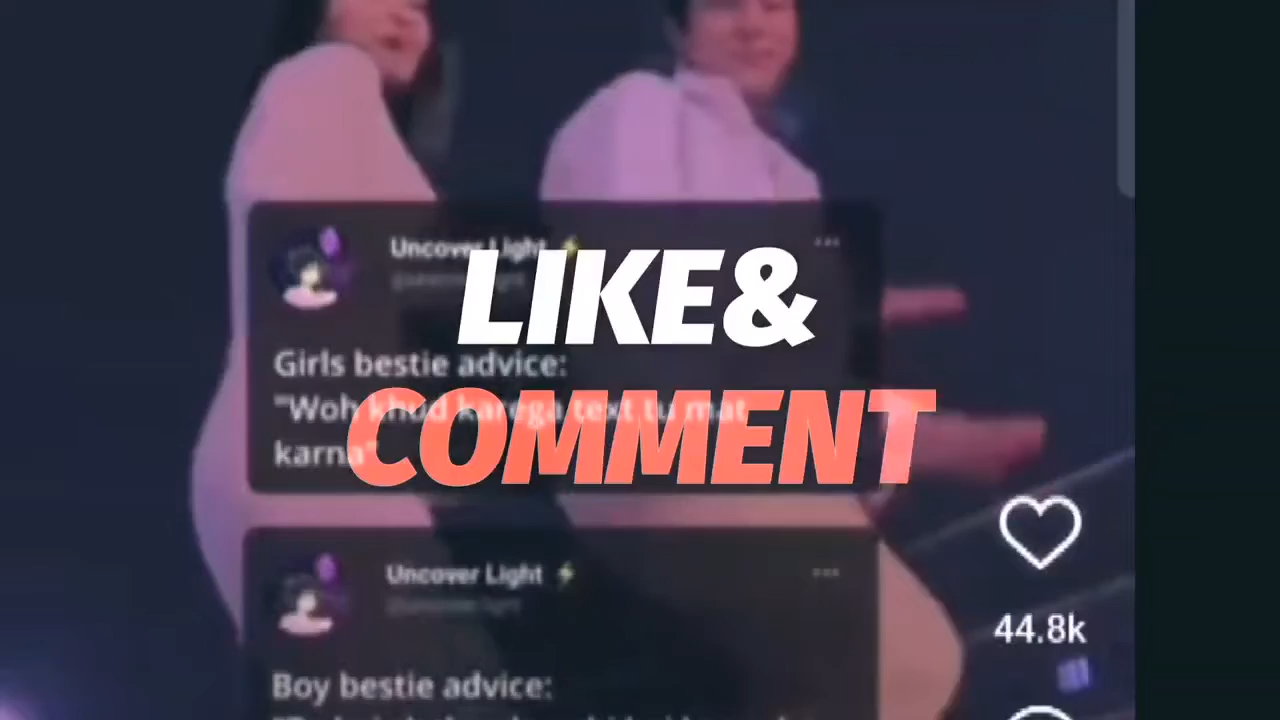 Uncover Light ⚡
LIKE&
Girls bestie advice:
"Woh khud karega text tu mat
karna"
COMMENT
Uncover Light ⚡
Boy bestie advice:
44.8k